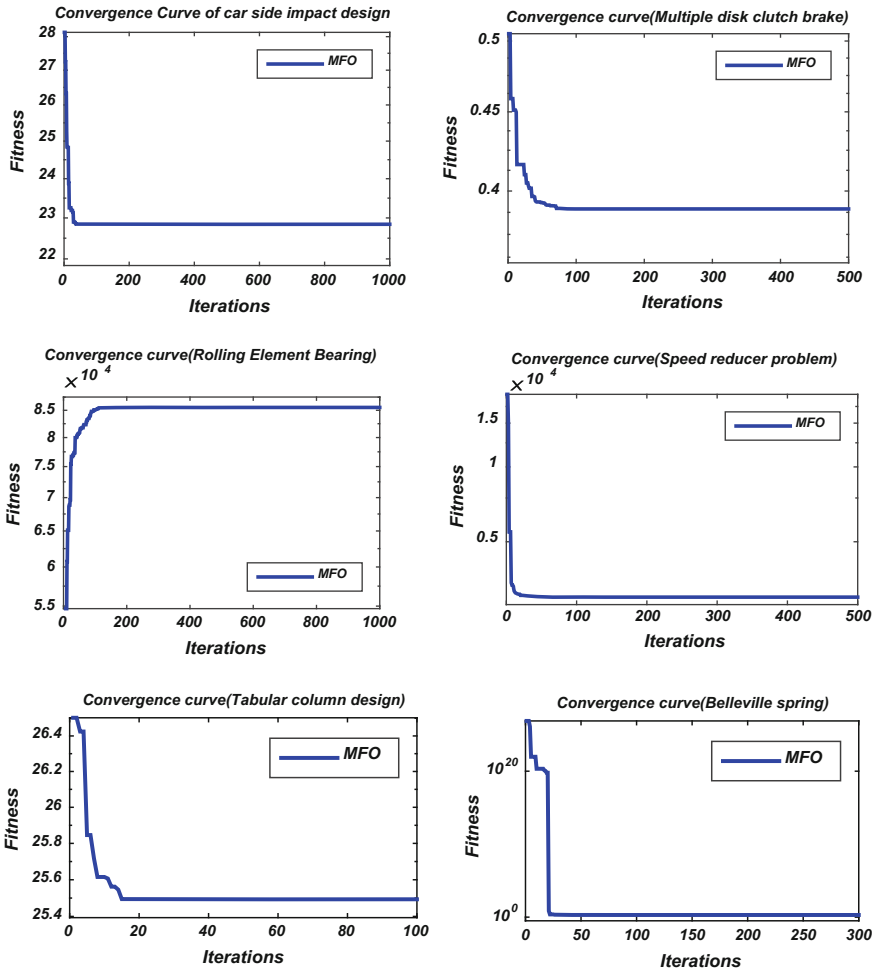 Convergence Curve of car side impact design
28
27
26
25
24
23
22
Fitness
MFO
0 200 400 600 800 1000
Iterations
Convergence curve(Multiple disk clutch brake)
0.5
0.45
0.4
Fitness
MFO
0 100 200 300 400 500
Iterations
Convergence curve(Rolling Element Bearing)
× 10 4
8.5
8
7.5
7
6.5
6
5.5
Fitness
MFO
0 200 400 600 800 1000
Iterations
Convergence curve(Speed reducer problem)
× 10 4
1.5
1
0.5
Fitness
MFO
0 100 200 300 400 500
Iterations
Convergence curve(Tabular column design)
26.4
26.2
26
25.8
25.6
25.4
Fitness
MFO
0 20 40 60 80 100
Iterations
Convergence curve(Belleville spring)
10 20
10 0
Fitness
MFO
0 50 100 150 200 250 300
Iterations